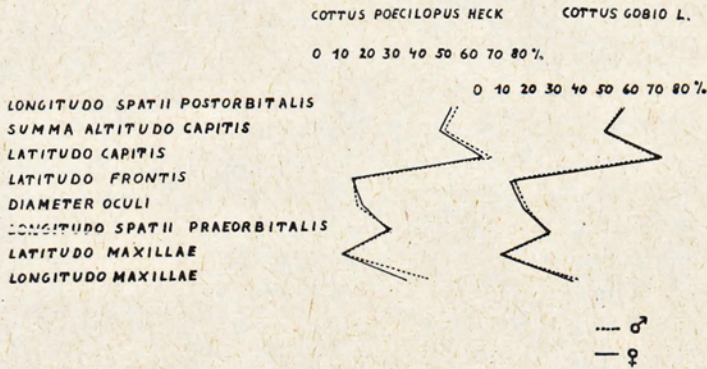 COTTUS POECILOPUS HECK COTTUS GOBIO L.
0 10 20 30 40 50 60 70 80 %.
0 10 20 30 40 50 60 70 80 %.
LONGITUDO SPATII POSTORBITALIS
SUMMA ALTITUDO CAPITIS
LATITUDO CAPITIS
LATITUDO FRONTIS
DIAMETER OCULI
LONGITUDO SPATII PRAEORBITALIS
LATITUDO MAXILLAE
LONGITUDO MAXILLAE
♂
♀